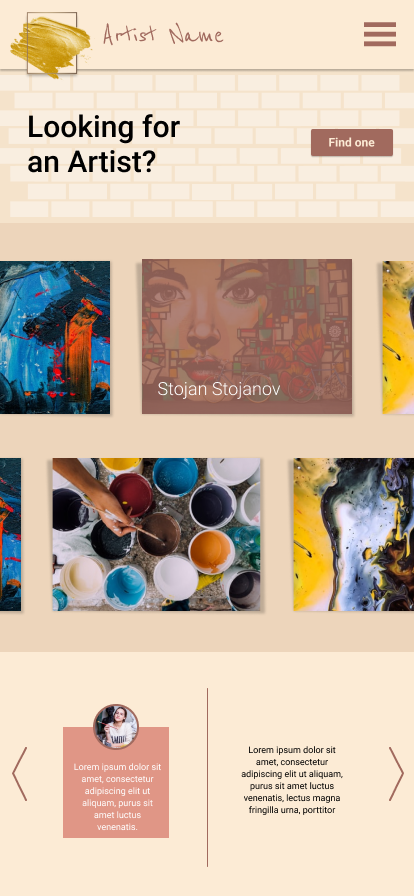 Artist Name
Looking for
an Artist?
Find one
Stojan Stojanov
Lorem ipsum dolor sit
amet, consectetur
adipiscing elit ut
aliquam, purus sit
amet luctus
venenatis.
Lorem ipsum dolor sit
amet, consectetur
adipiscing elit ut aliquam,
purus sit amet luctus
venenatis, lectus magna
fringilla urna, porttitor